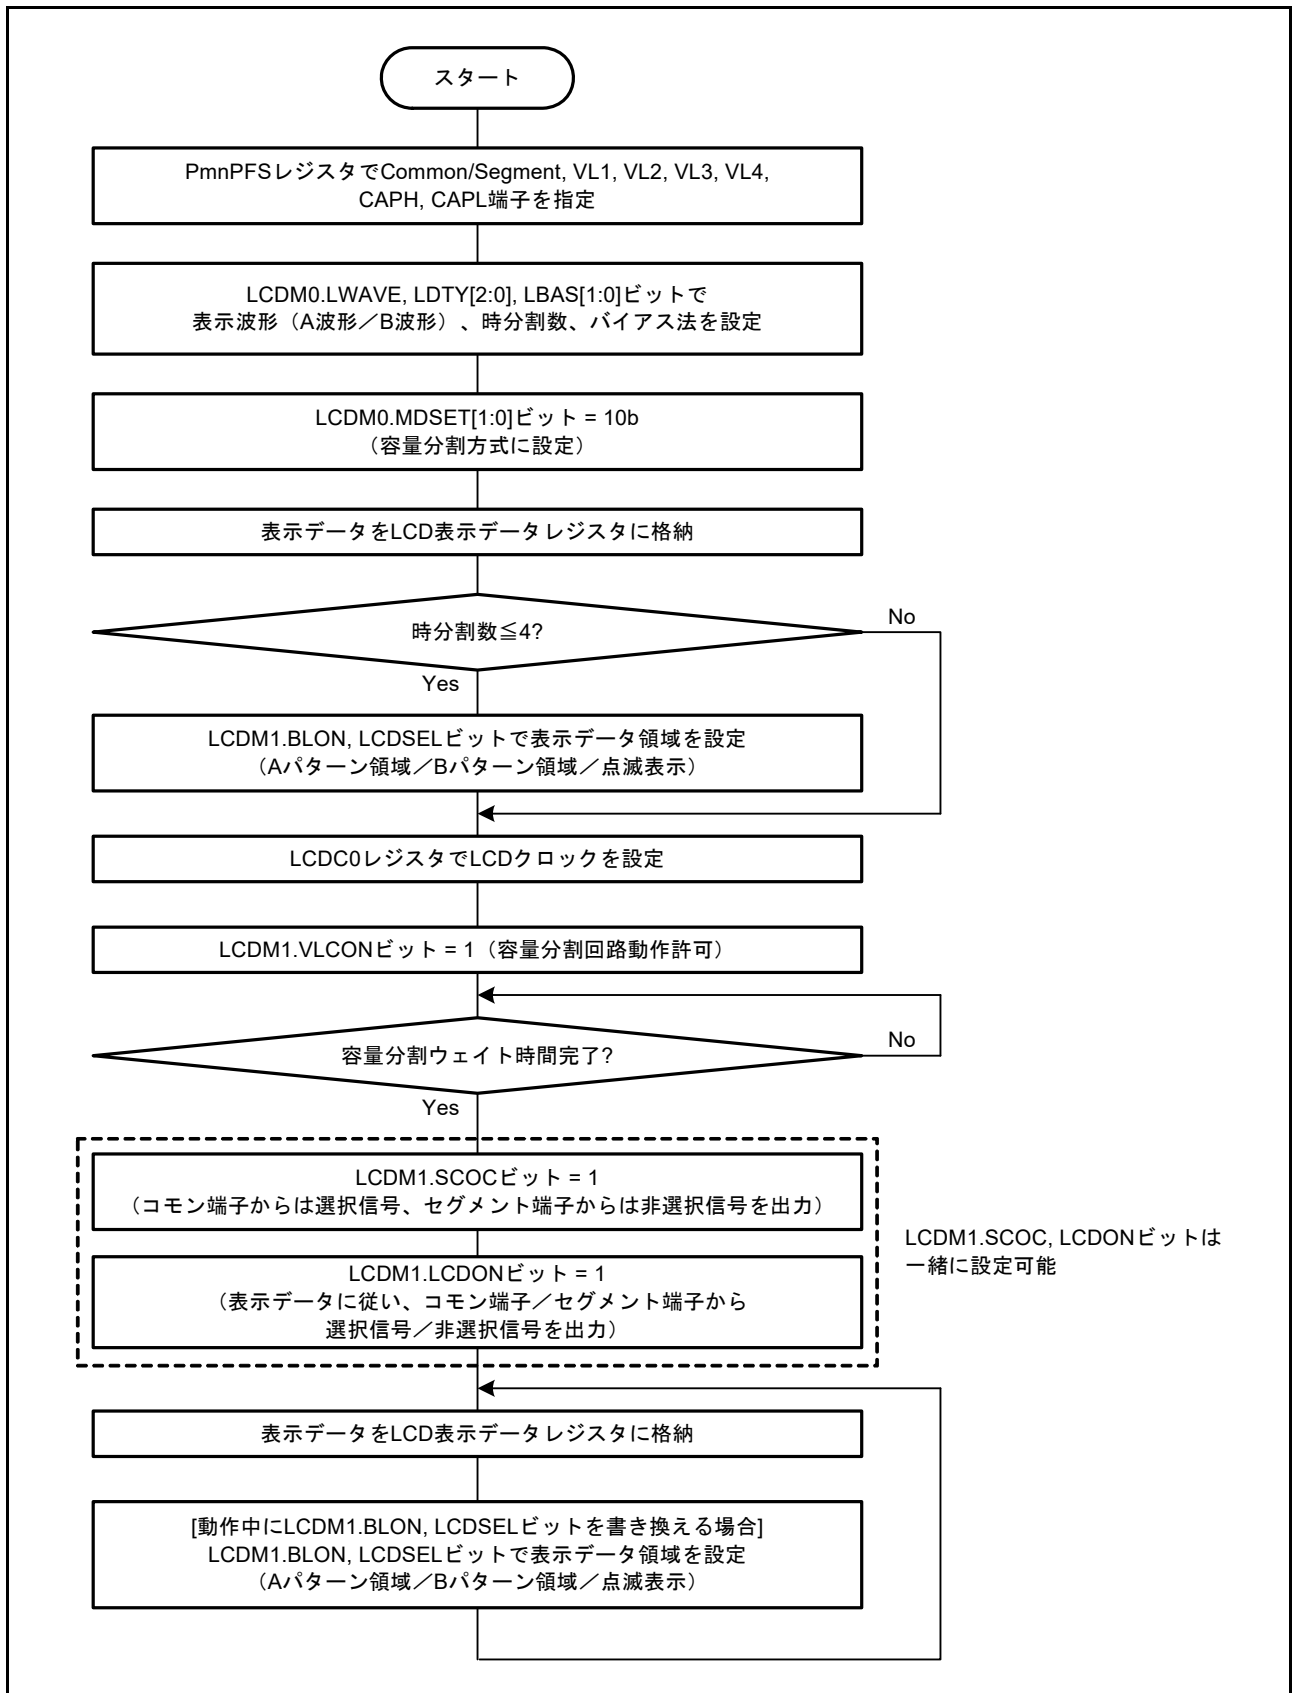 スタート
PmnPFSレジスタでCommon/Segment, VL1, VL2, VL3, VL4,
CAPH, CAPL端子を指定
LCDM0.LWAVE, LDTY[2:0], LBAS[1:0]ビットで
表示波形（A波形／B波形）、時分割数、バイアス法を設定
LCDM0.MDSET[1:0]ビット = 10b
（容量分割方式に設定）
表示データをLCD表示データレジスタに格納
時分割数≦4?
No
Yes
LCDM1.BLON, LCDSELビットで表示データ領域を設定
（Aパターン領域／Bパターン領域／点滅表示）
LCDC0レジスタでLCDクロックを設定
LCDM1.VLCONビット = 1（容量分割回路動作許可）
容量分割ウェイト時間完了?
No
Yes
LCDM1.SCOCビット = 1
（コモン端子からは選択信号、セグメント端子からは非選択信号を出力）
LCDM1.LCDONビット = 1
（表示データに従い、コモン端子／セグメント端子から
選択信号／非選択信号を出力）
LCDM1.SCOC, LCDONビットは
一緒に設定可能
表示データをLCD表示データレジスタに格納
[動作中にLCDM1.BLON, LCDSELビットを書き換える場合]
LCDM1.BLON, LCDSELビットで表示データ領域を設定
（Aパターン領域／Bパターン領域／点滅表示）